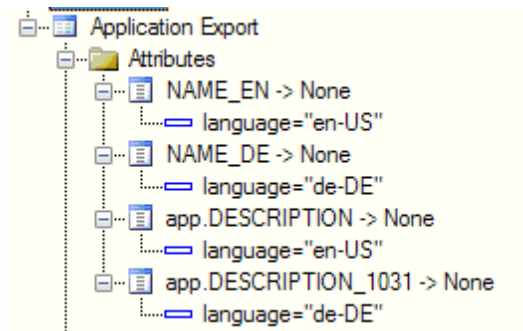 Application Export
Attributes
NAME_EN -> None
language="en-US"
NAME_DE -> None
language="de-DE"
app.DESCRIPTION -> None
language="en-US"
app.DESCRIPTION_1031 -> None
language="de-DE"